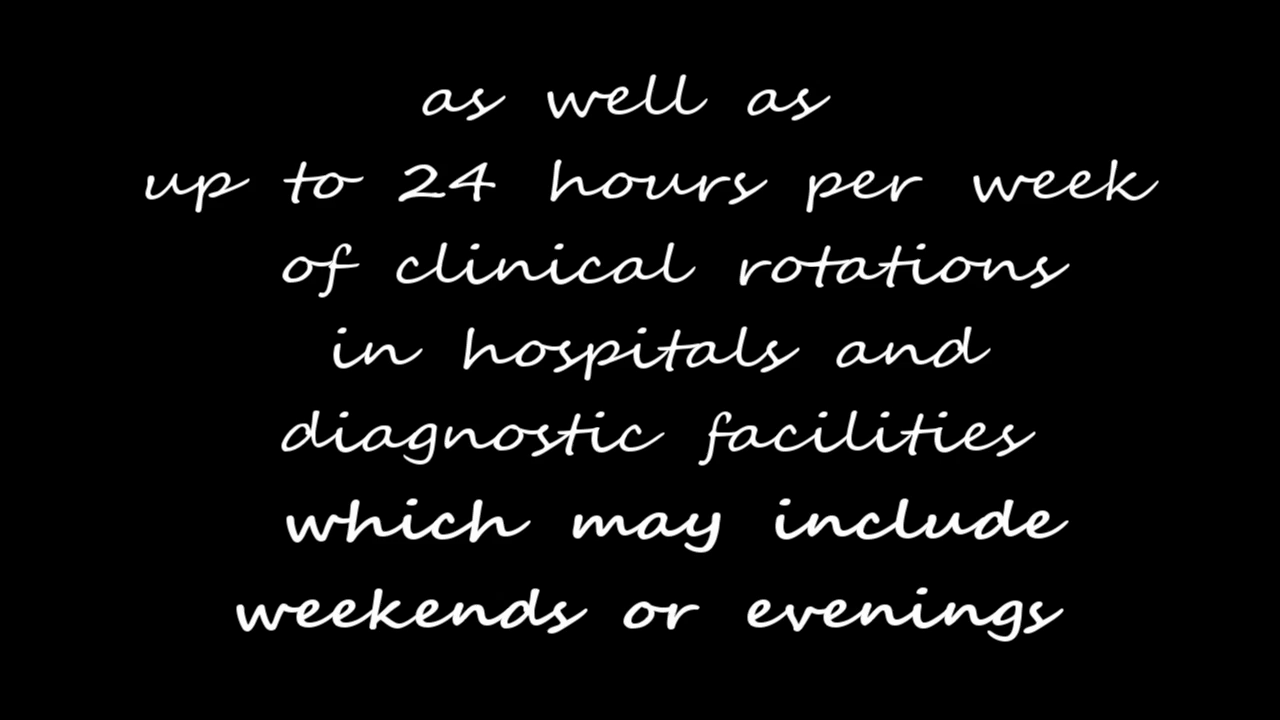 as well as
up to 24 hours per week
of clinical rotations
in hospitals and
diagnostic facilities
which may include
weekends or evenings